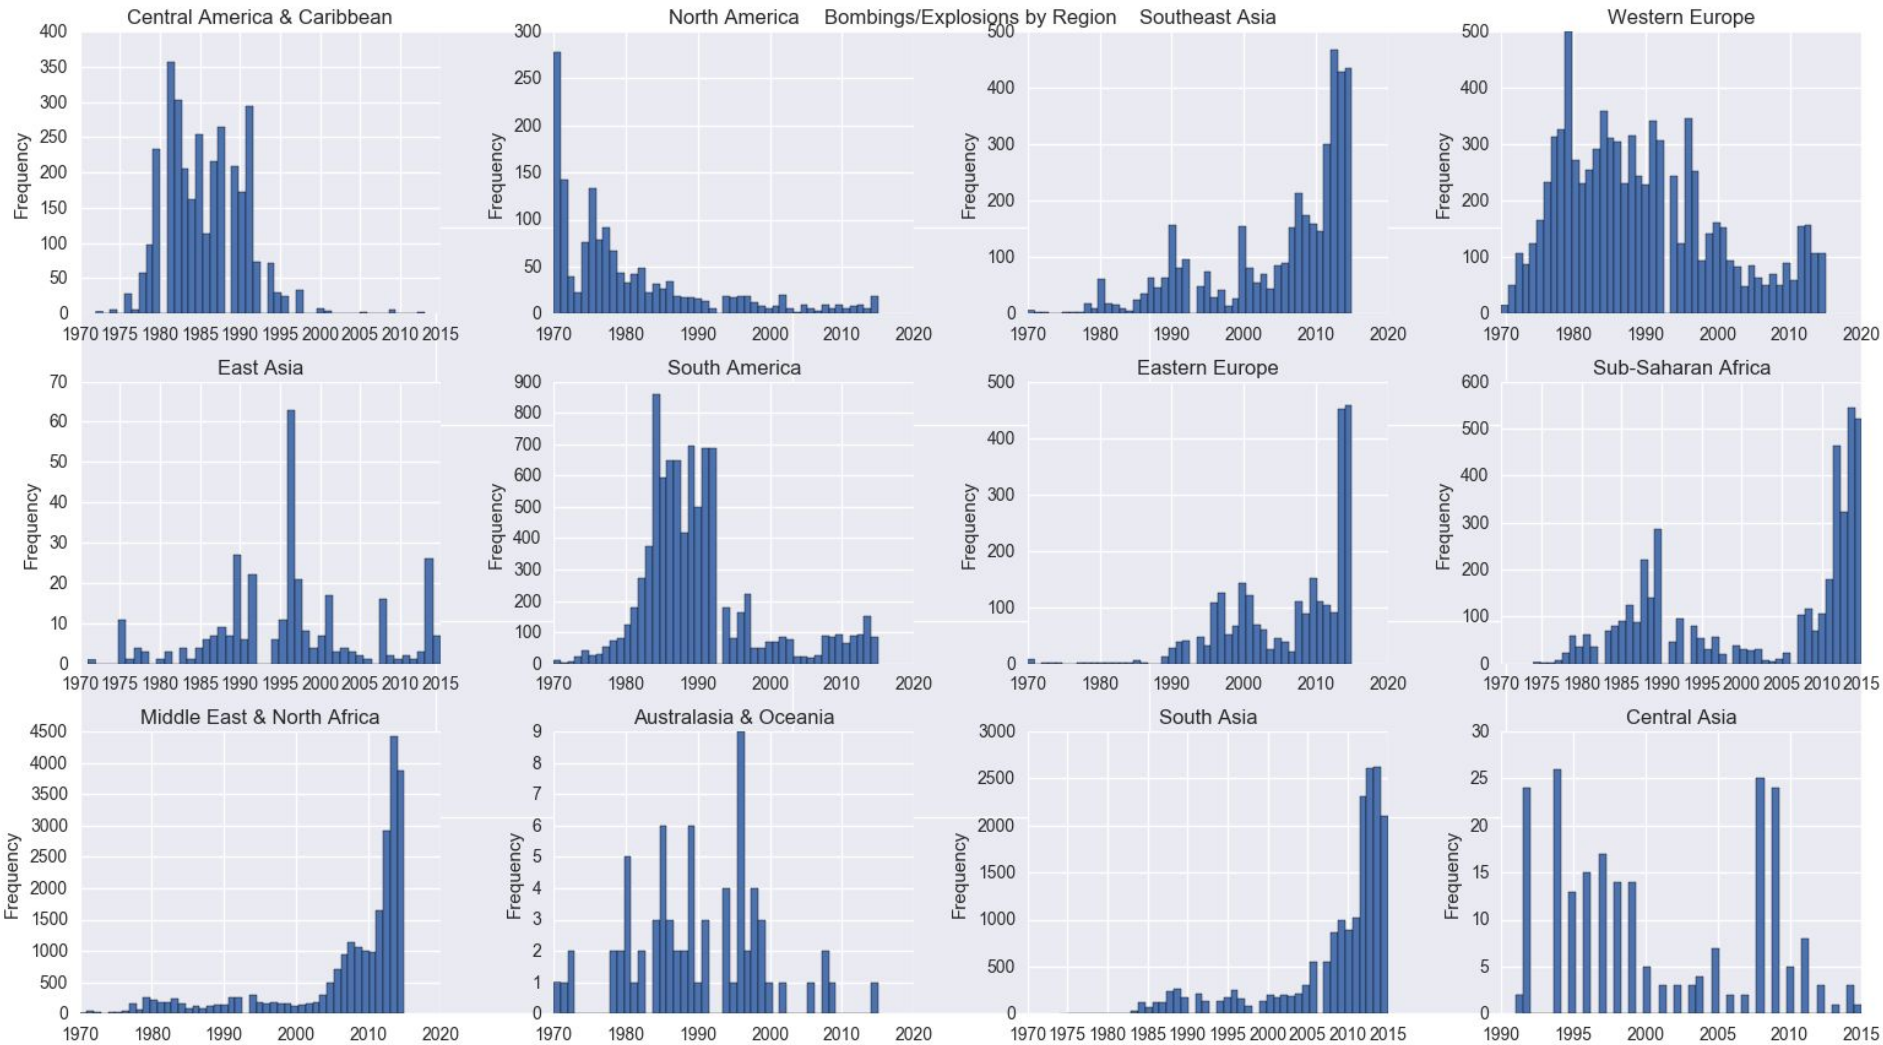 Bombings/Explosions by Region
Central America & Caribbean
400
350
300
250
200
150
100
50
0
Frequency
1970 1975 1980 1985 1990 1995 2000 2005 2010 2015
North America
300
250
200
150
100
50
0
Frequency
1970 1980 1990 2000 2010 2020
Southeast Asia
500
400
300
200
100
0
Frequency
1970 1980 1990 2000 2010 2020
Western Europe
500
400
300
200
100
0
Frequency
1970 1980 1990 2000 2010 2020
East Asia
70
60
50
40
30
20
10
0
Frequency
1970 1975 1980 1985 1990 1995 2000 2005 2010 2015
South America
900
800
700
600
500
400
300
200
100
0
Frequency
1970 1980 1990 2000 2010 2020
Eastern Europe
500
400
300
200
100
0
Frequency
1970 1980 1990 2000 2010 2020
Sub-Saharan Africa
600
500
400
300
200
100
0
Frequency
1970 1975 1980 1985 1990 1995 2000 2005 2010 2015
Middle East & North Africa
4500
4000
3500
3000
2500
2000
1500
1000
500
0
Frequency
1970 1980 1990 2000 2010 2020
Australasia & Oceania
9
8
7
6
5
4
3
2
1
0
Frequency
1970 1980 1990 2000 2010 2020
South Asia
3000
2500
2000
1500
1000
500
0
Frequency
1970 1975 1980 1985 1990 1995 2000 2005 2010 2015
Central Asia
30
25
20
15
10
5
0
Frequency
1990 1995 2000 2005 2010 2015